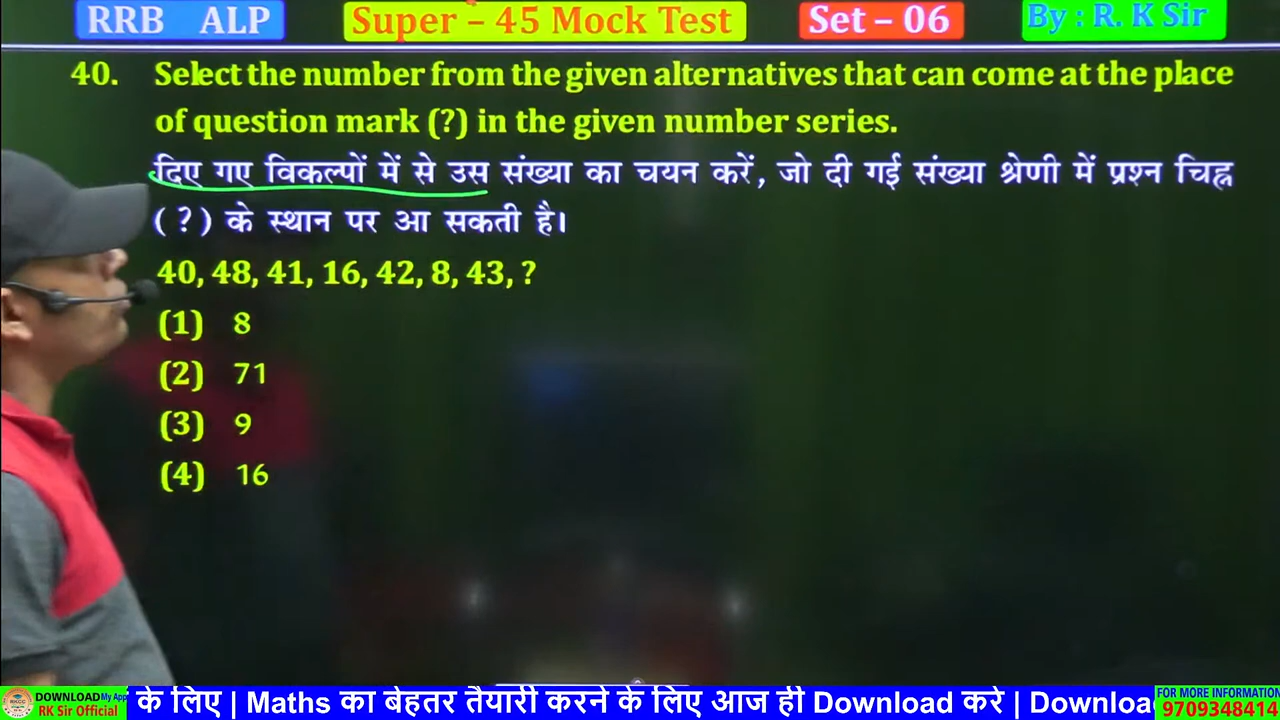 RRB ALP Super – 45 Mock Test Set – 06 By : R. K Sir
40. Select the number from the given alternatives that can come at the place
of question mark (?) in the given number series.
दिए गए विकल्पों में से उस संख्या का चयन करें, जो दी गई संख्या श्रेणी में प्रश्न चिह्न
(?) के स्थान पर आ सकती है।
40, 48, 41, 16, 42, 8, 43, ?
(1) 8
(2) 71
(3) 9
(4) 16
DOWNLOAD My App
RK Sir Official
के लिए | Maths का बेहतर तैयारी करने के लिए आज ही Download करे | Downloa
FOR MORE INFORMATION
9709348414